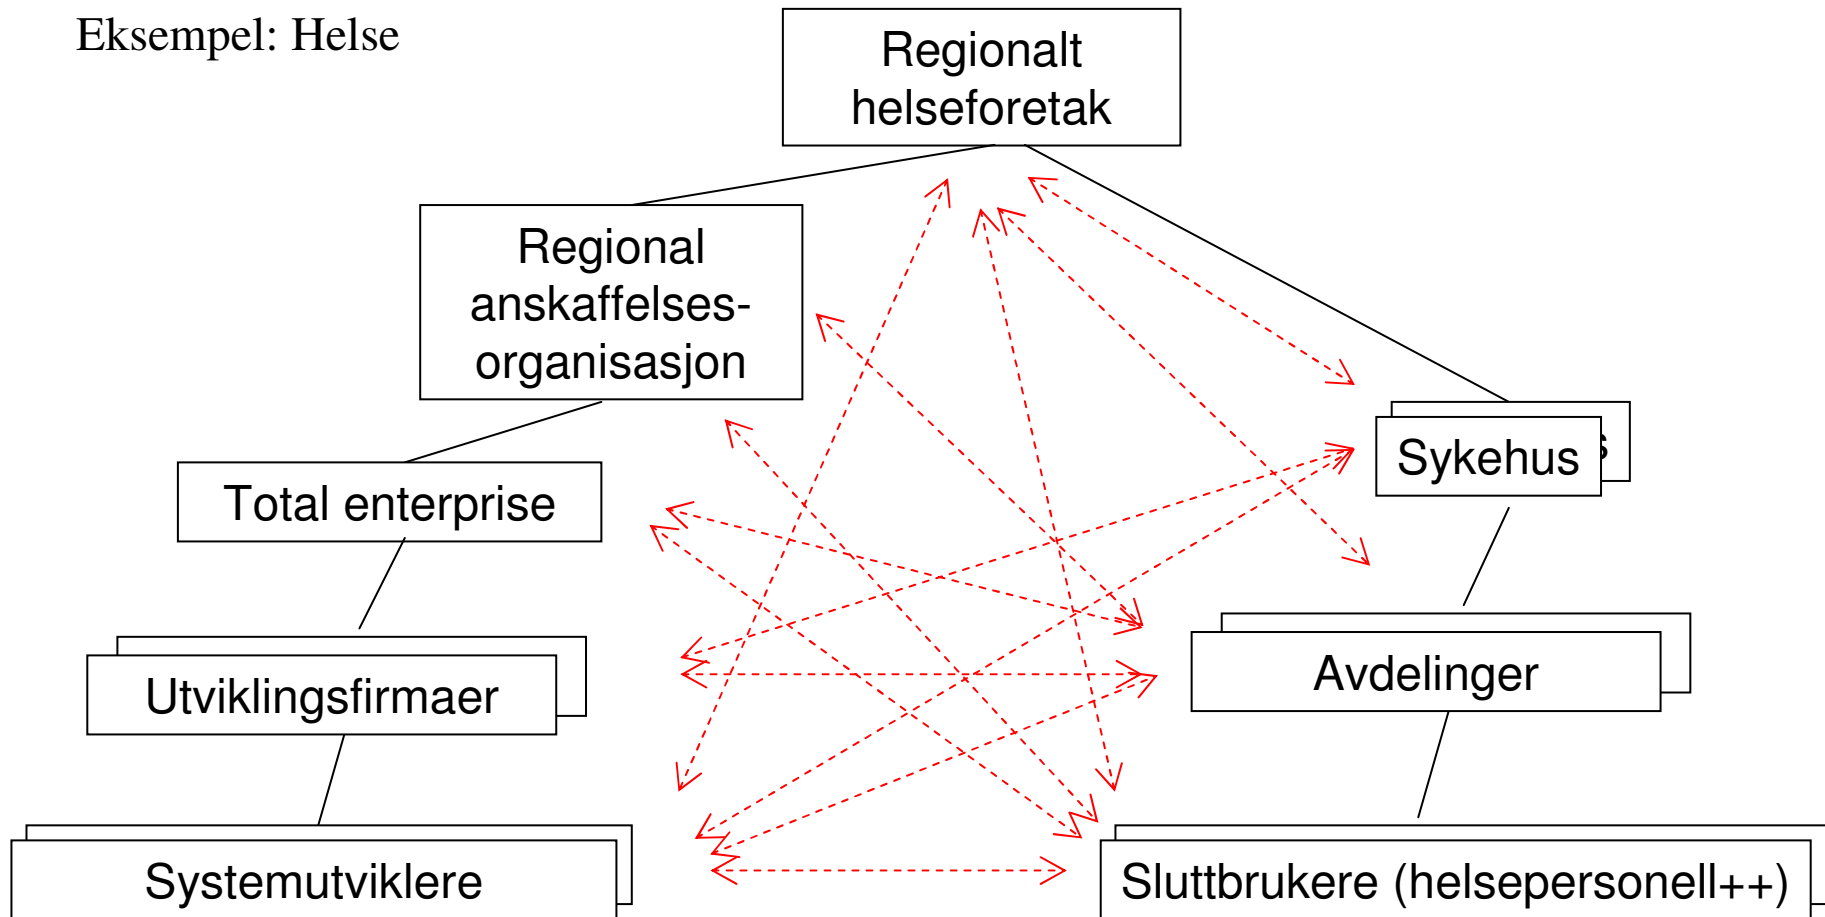 Eksempel: Helse
Regionalt
helseforetak
Regional
anskaffelses-
organisasjon
Sykehus
s
Total enterprise
Utviklingsfirmaer
Avdelinger
Systemutviklere
Sluttbrukere (helsepersonell++)